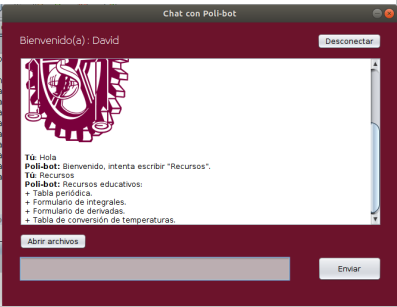 Chat con Poli-bot
Bienvenido(a) : David
Desconectar
Tú: Hola
Poli-bot: Bienvenido, intenta escribir "Recursos".
Tú: Recursos
Poli-bot: Recursos educativos:
+ Tabla periódica.
+ Formulario de integrales.
+ Formulario de derivadas.
+ Tabla de conversión de temperaturas.
Abrir archivos
Enviar